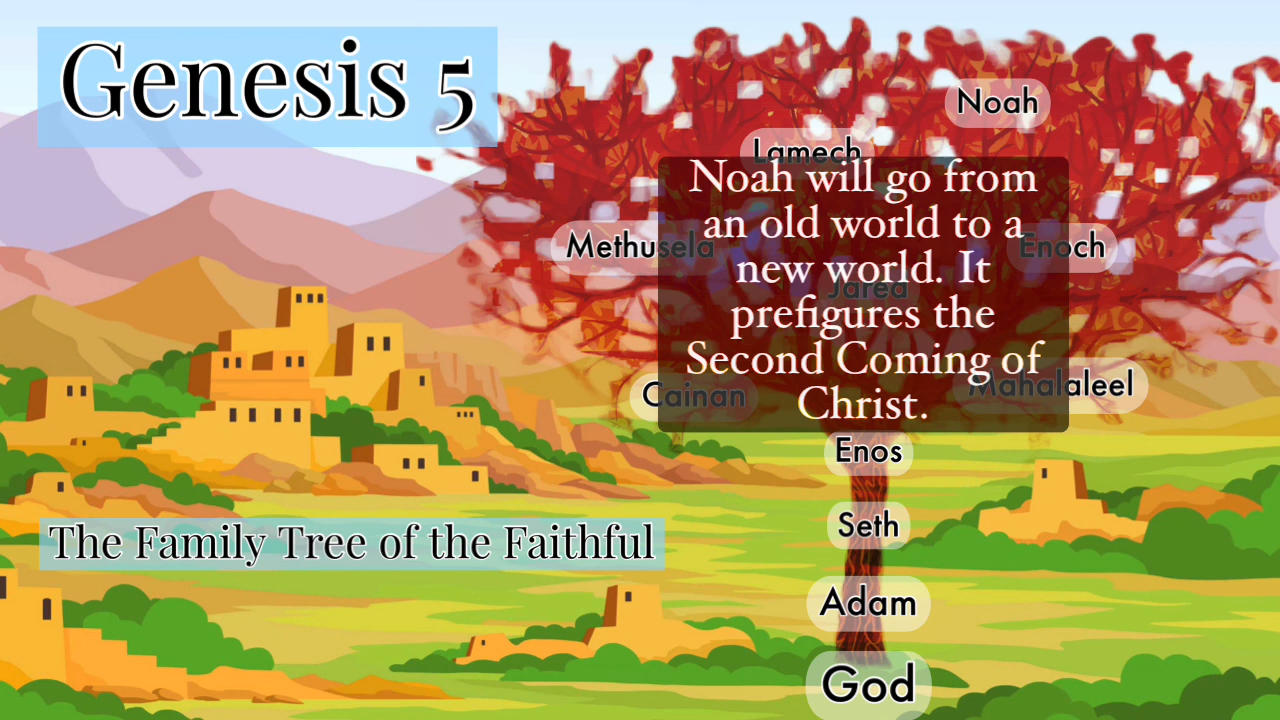 Genesis 5
Noah
Lamech
Noah will go from
an old world to a
new world. It
prefigures the
Second Coming of
Christ.
Methusela
Enoch
Jared
Cainan
Mahalaleel
Enos
Seth
The Family Tree of the Faithful
Adam
God